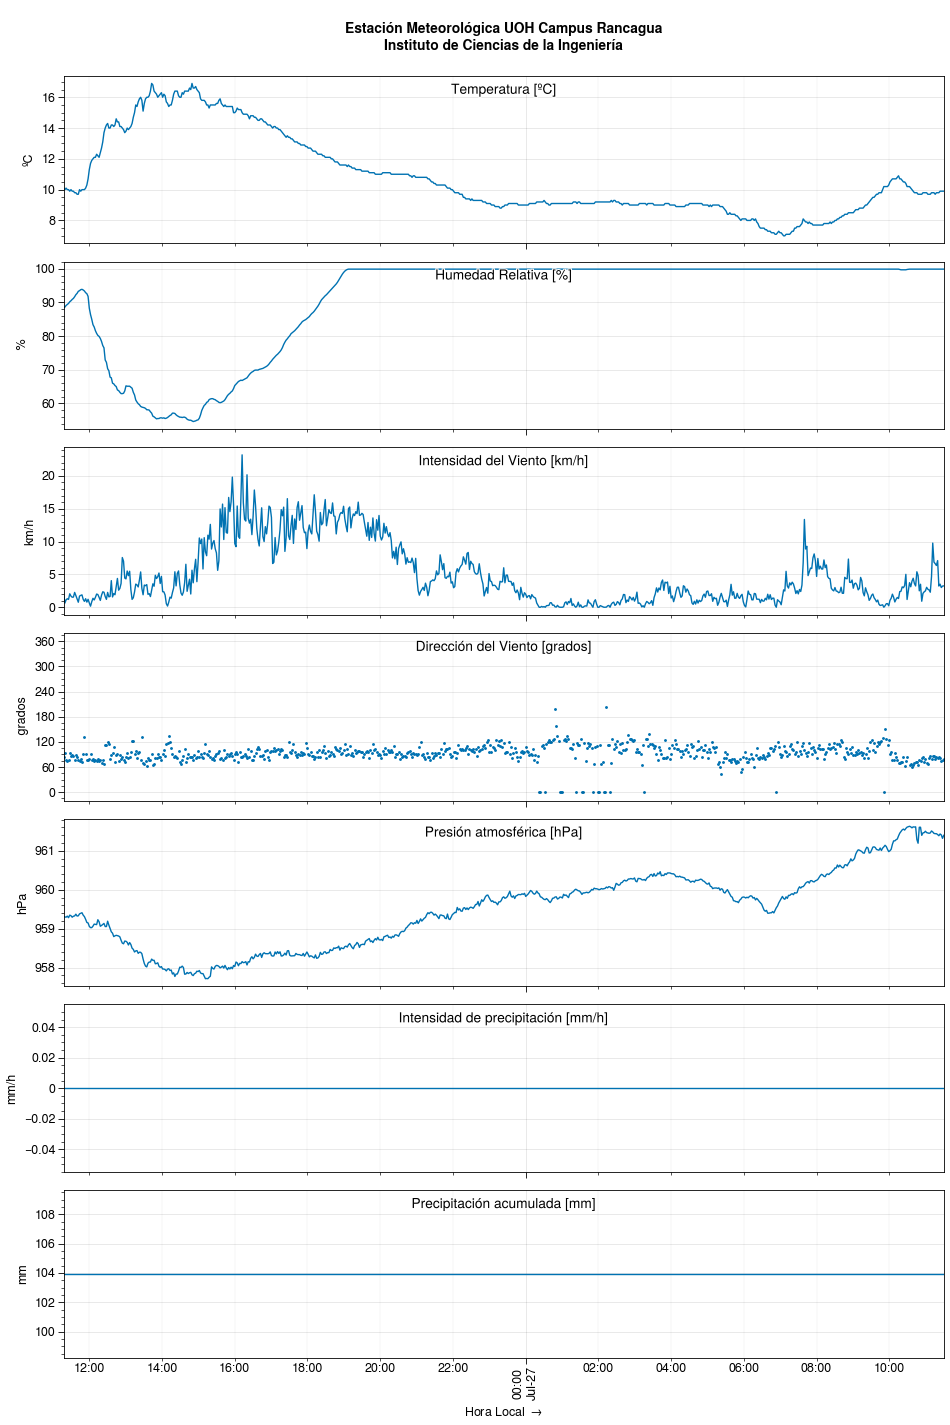 Estación Meteorológica UOH Campus Rancagua
Instituto de Ciencias de la Ingeniería
Temperatura [ºC]
ºC
16
14
12
10
8
Humedad Relativa [%]
%
100
90
80
70
60
Intensidad del Viento [km/h]
km/h
20
15
10
5
0
Dirección del Viento [grados]
grados
360
300
240
180
120
60
0
Presión atmosférica [hPa]
hPa
961
960
959
958
Intensidad de precipitación [mm/h]
mm/h
0.04
0.02
0
−0.02
−0.04
Precipitación acumulada [mm]
mm
108
106
104
102
100
12:00 14:00 16:00 18:00 20:00 22:00 00:00 02:00 04:00 06:00 08:00 10:00
Jul-27
Hora Local →